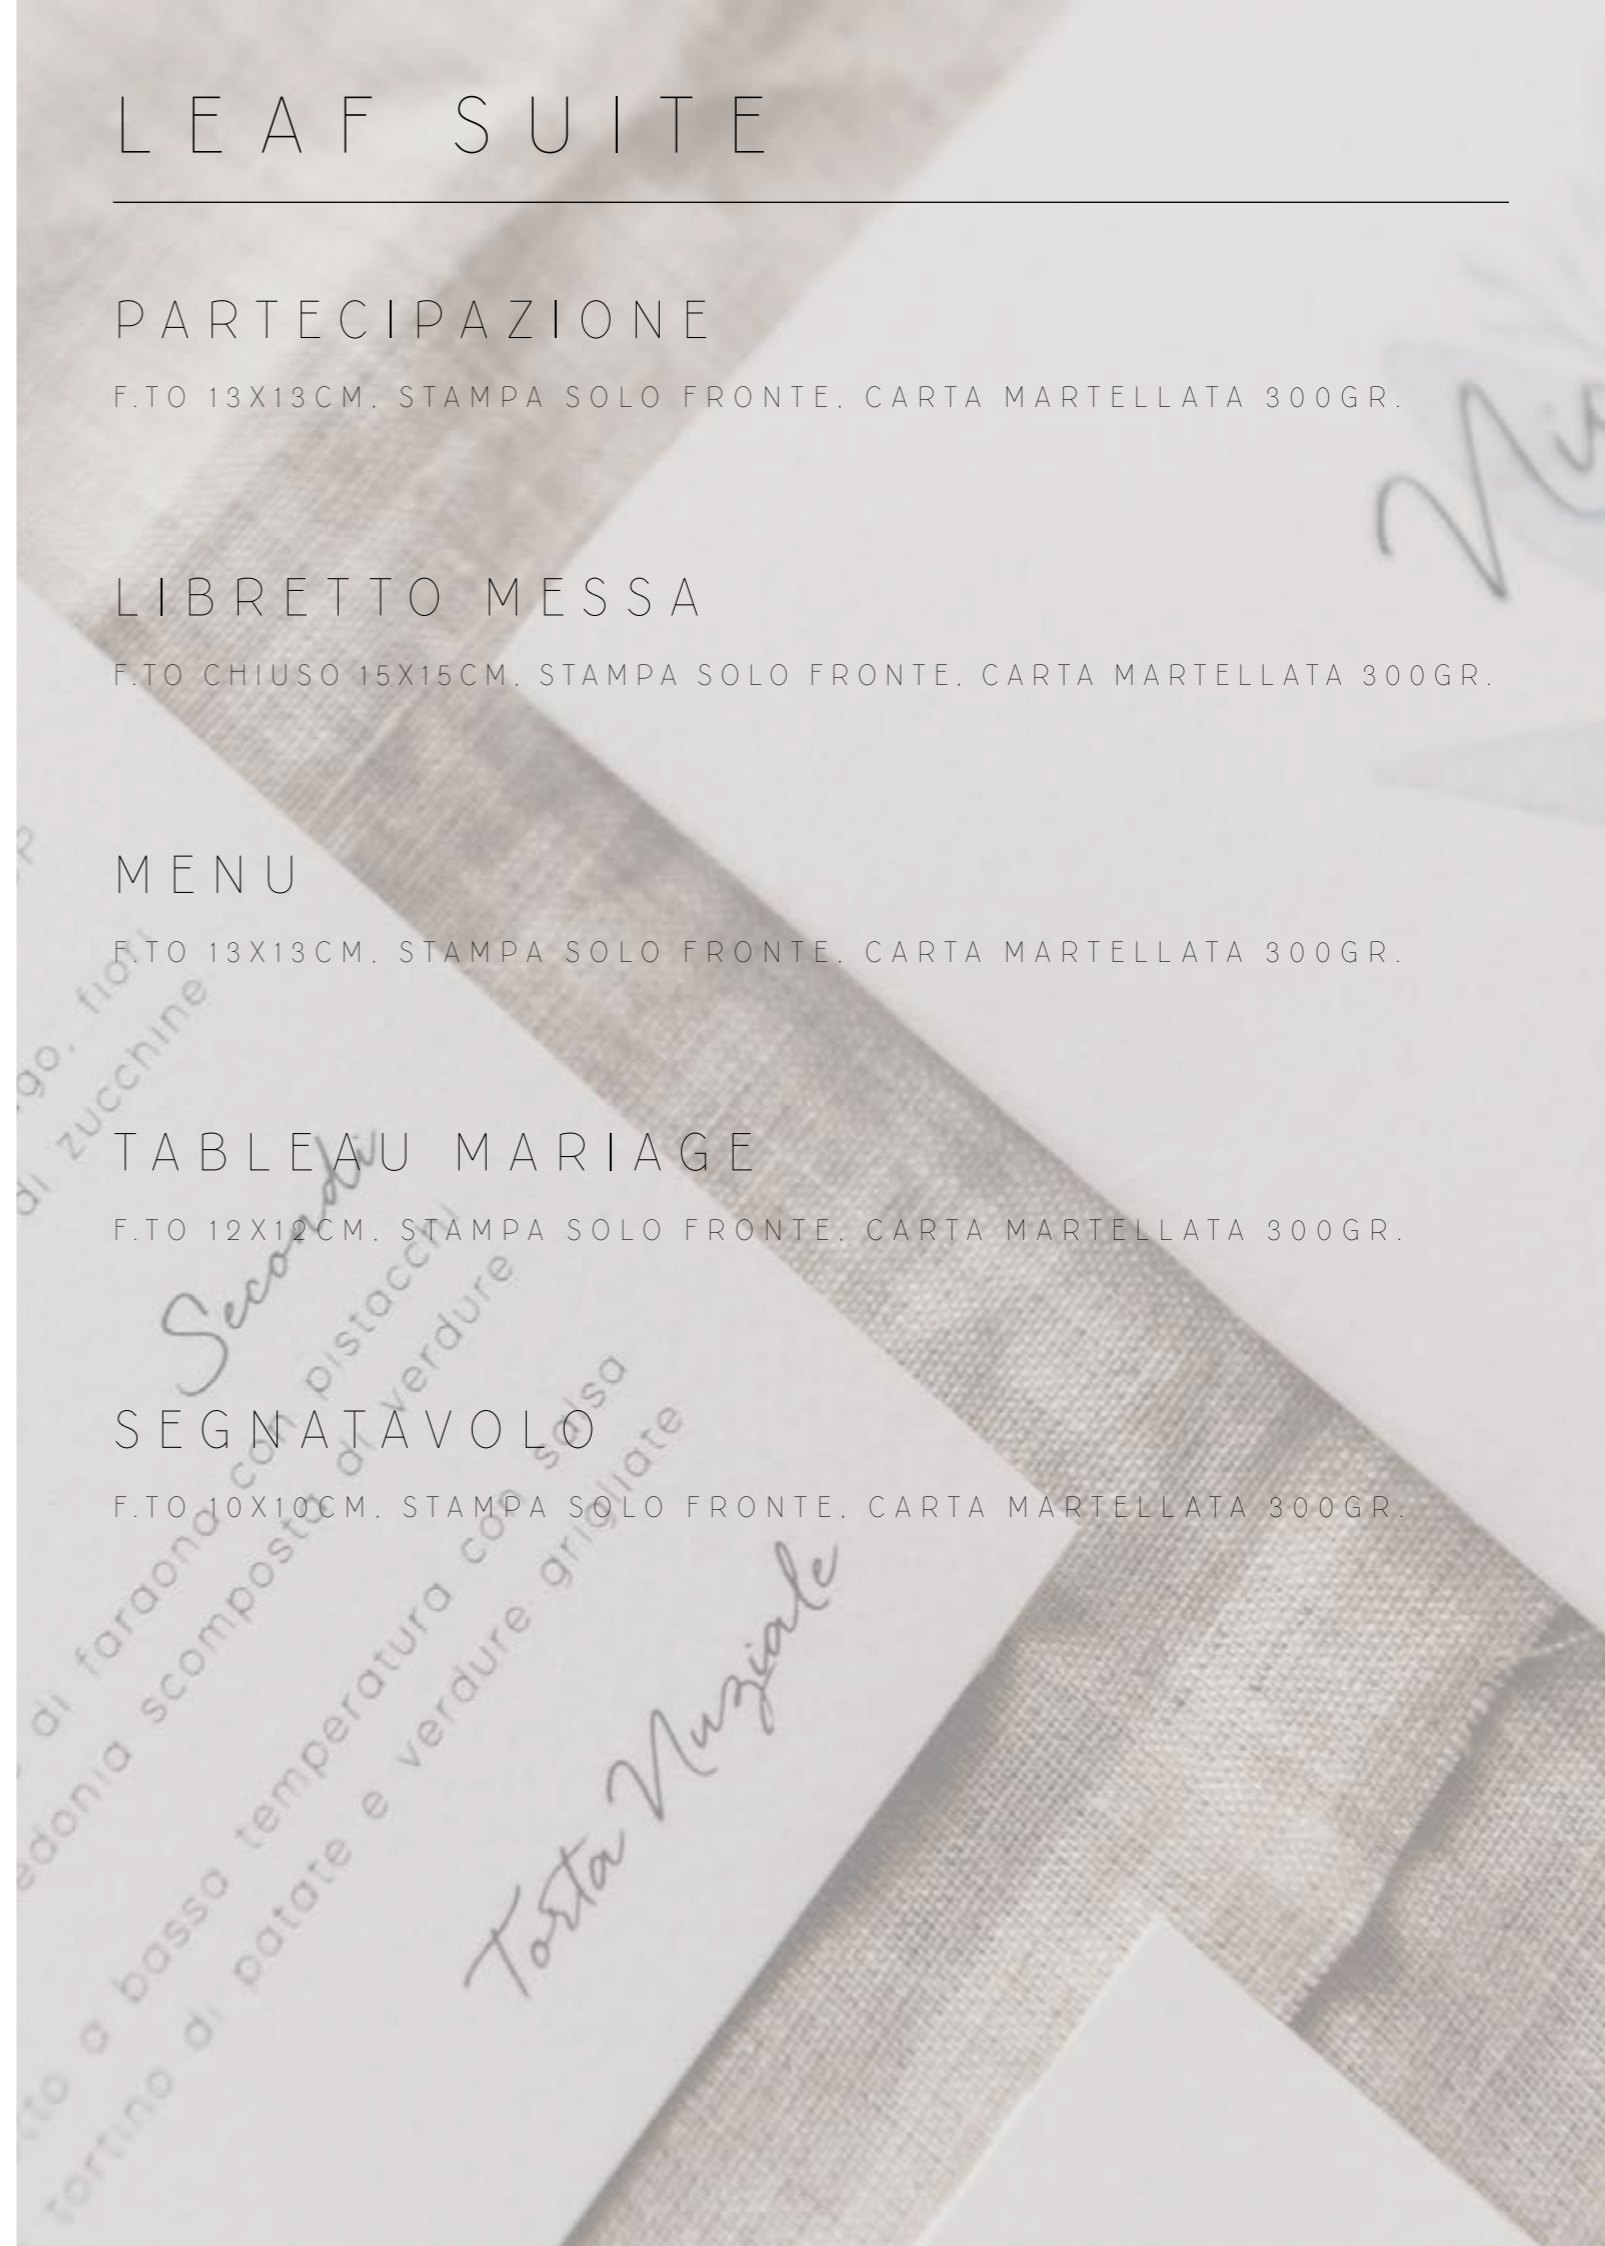 LEAF SUITE
PARTECIPAZIONE
F.TO 13X13CM, STAMPA SOLO FRONTE, CARTA MARTELLATA 300GR.
LIBRETTO MESSA
F.TO CHIUSO 15X15CM, STAMPA SOLO FRONTE, CARTA MARTELLATA 300GR.
MENU
F.TO 13X13CM, STAMPA SOLO FRONTE, CARTA MARTELLATA 300GR.
TABLEAU MARIAGE
F.TO 12X12CM, STAMPA SOLO FRONTE, CARTA MARTELLATA 300GR.
SEGNATAVOLO
F.TO 10X10CM, STAMPA SOLO FRONTE, CARTA MARTELLATA 300GR.
fiori
di zucchine
Secondi
di faraona con pistacchi
scomposta di verdure
a bassa temperatura con salsa
tortino di patate e verdure grigliate
Torta Nuziale